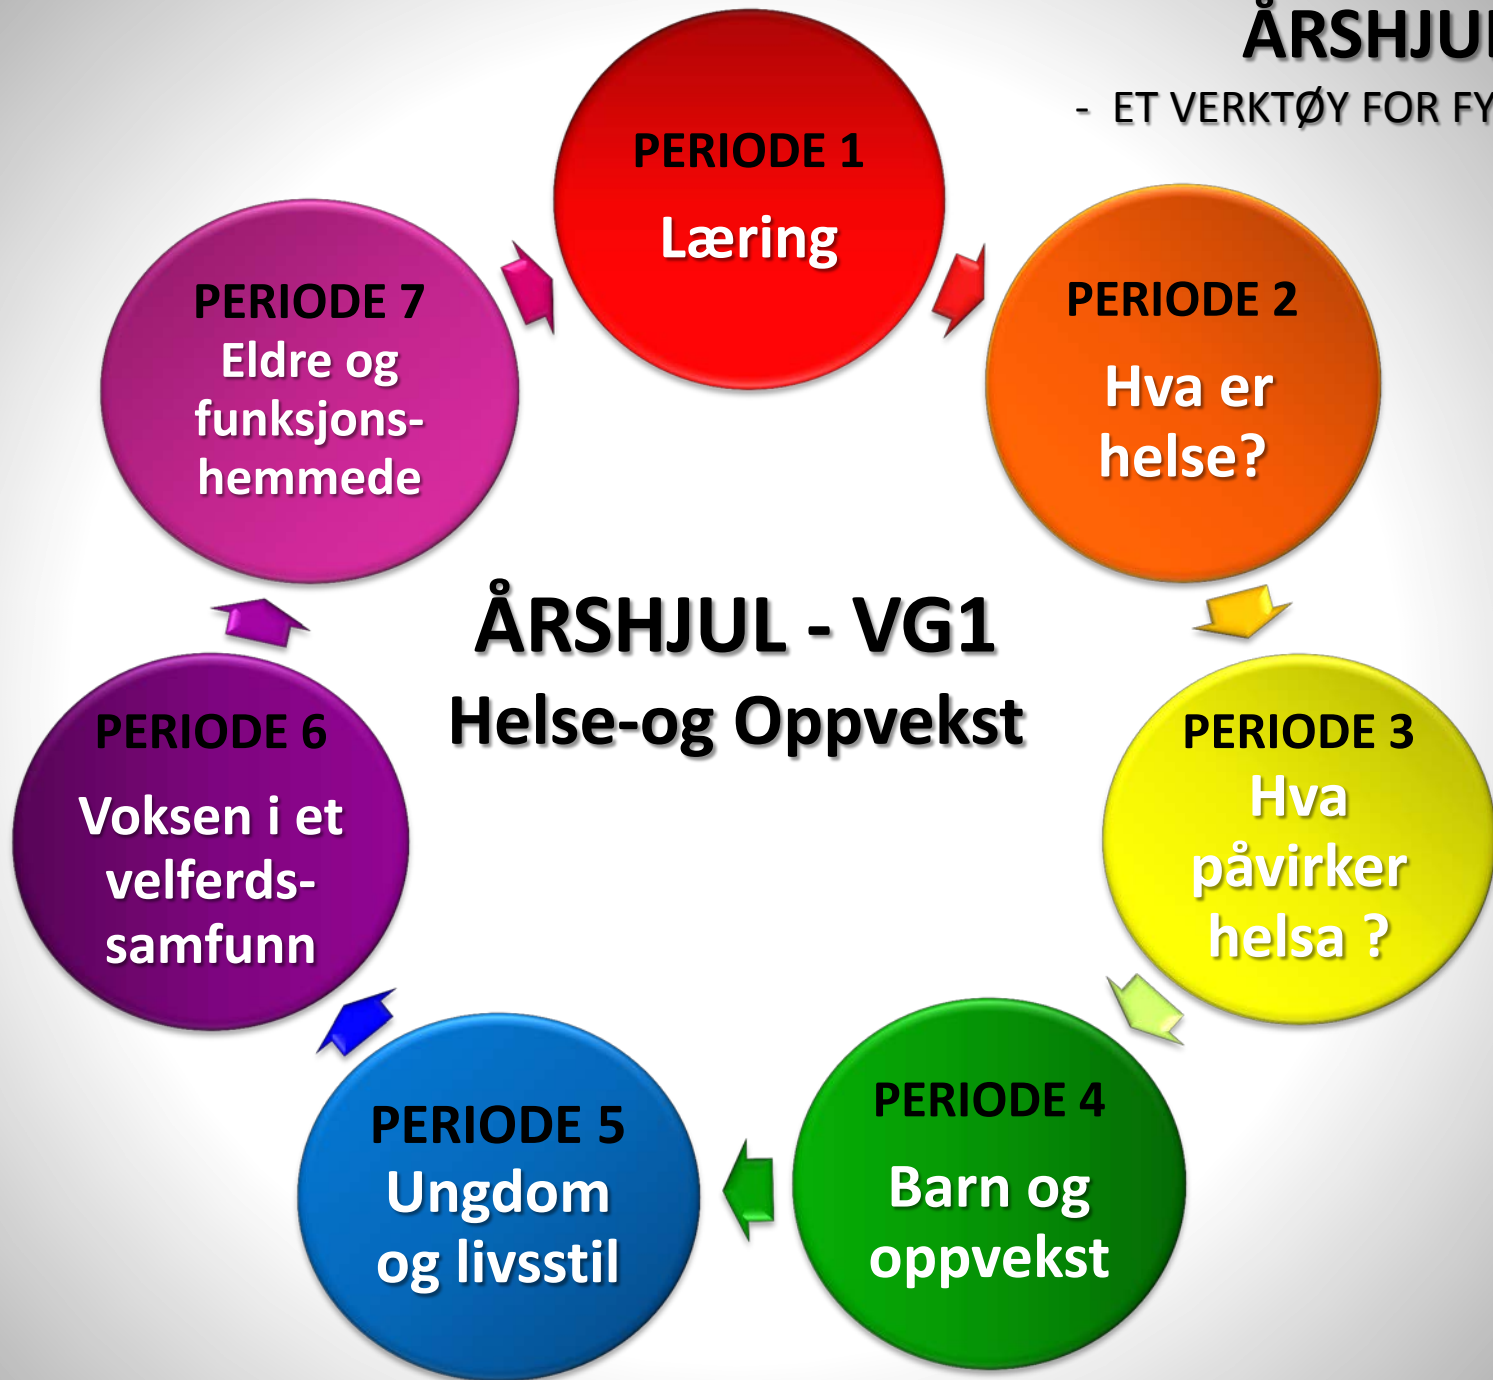 ÅRSHJUL
- ET VERKTØY FOR FY
PERIODE 1
Læring
PERIODE 2
Hva er
helse?
PERIODE 3
Hva
påvirker
helsa ?
PERIODE 4
Barn og
oppvekst
PERIODE 5
Ungdom
og livsstil
PERIODE 6
Voksen i et
velferds-
samfunn
PERIODE 7
Eldre og
funksjons-
hemmede
ÅRSHJUL - VG1
Helse-og Oppvekst